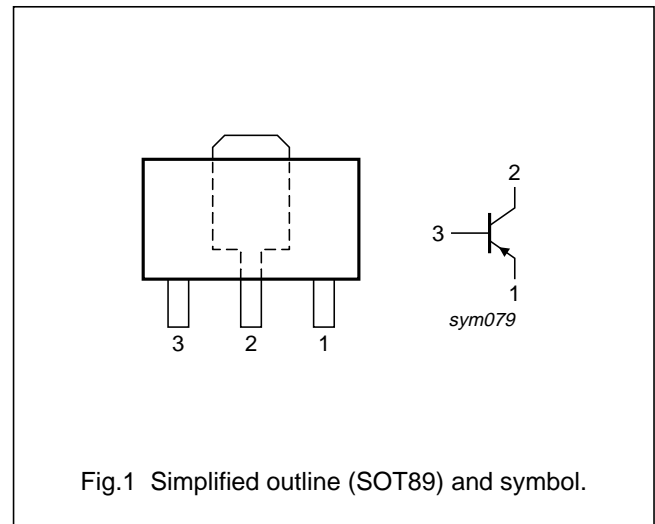 2
3
1
sym079
3 2 1
Fig.1 Simplified outline (SOT89) and symbol.